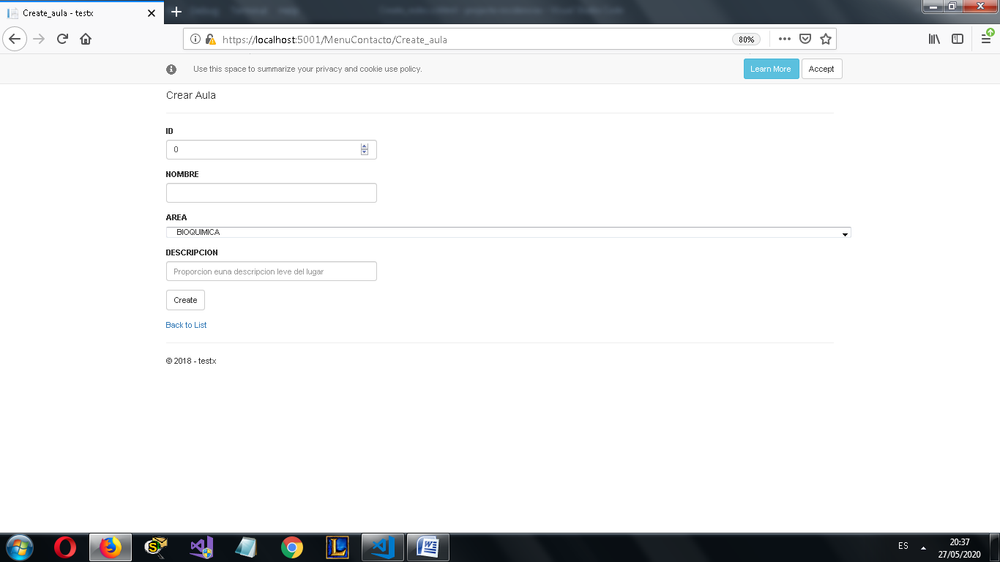 Create_aula - testx
https://localhost:5001/MenuContacto/Create_aula
80%
Use this space to summarize your privacy and cookie use policy.
Learn More
Accept
Crear Aula
ID
0
NOMBRE
AREA
BIOQUIMICA
DESCRIPCION
Proporcion euna descripcion leve del lugar
Create
Back to List
© 2018 - testx
ES
20:37
27/05/2020